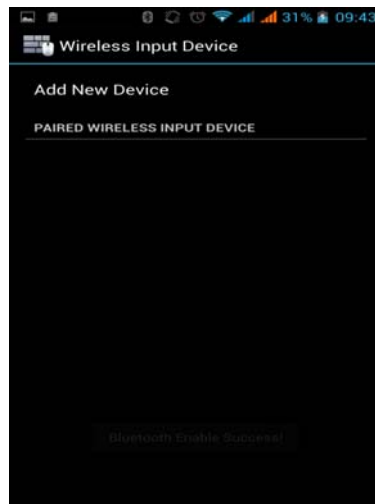 31% 09:43
Wireless Input Device
Add New Device
PAIRED WIRELESS INPUT DEVICE
Bluetooth Enable Success!